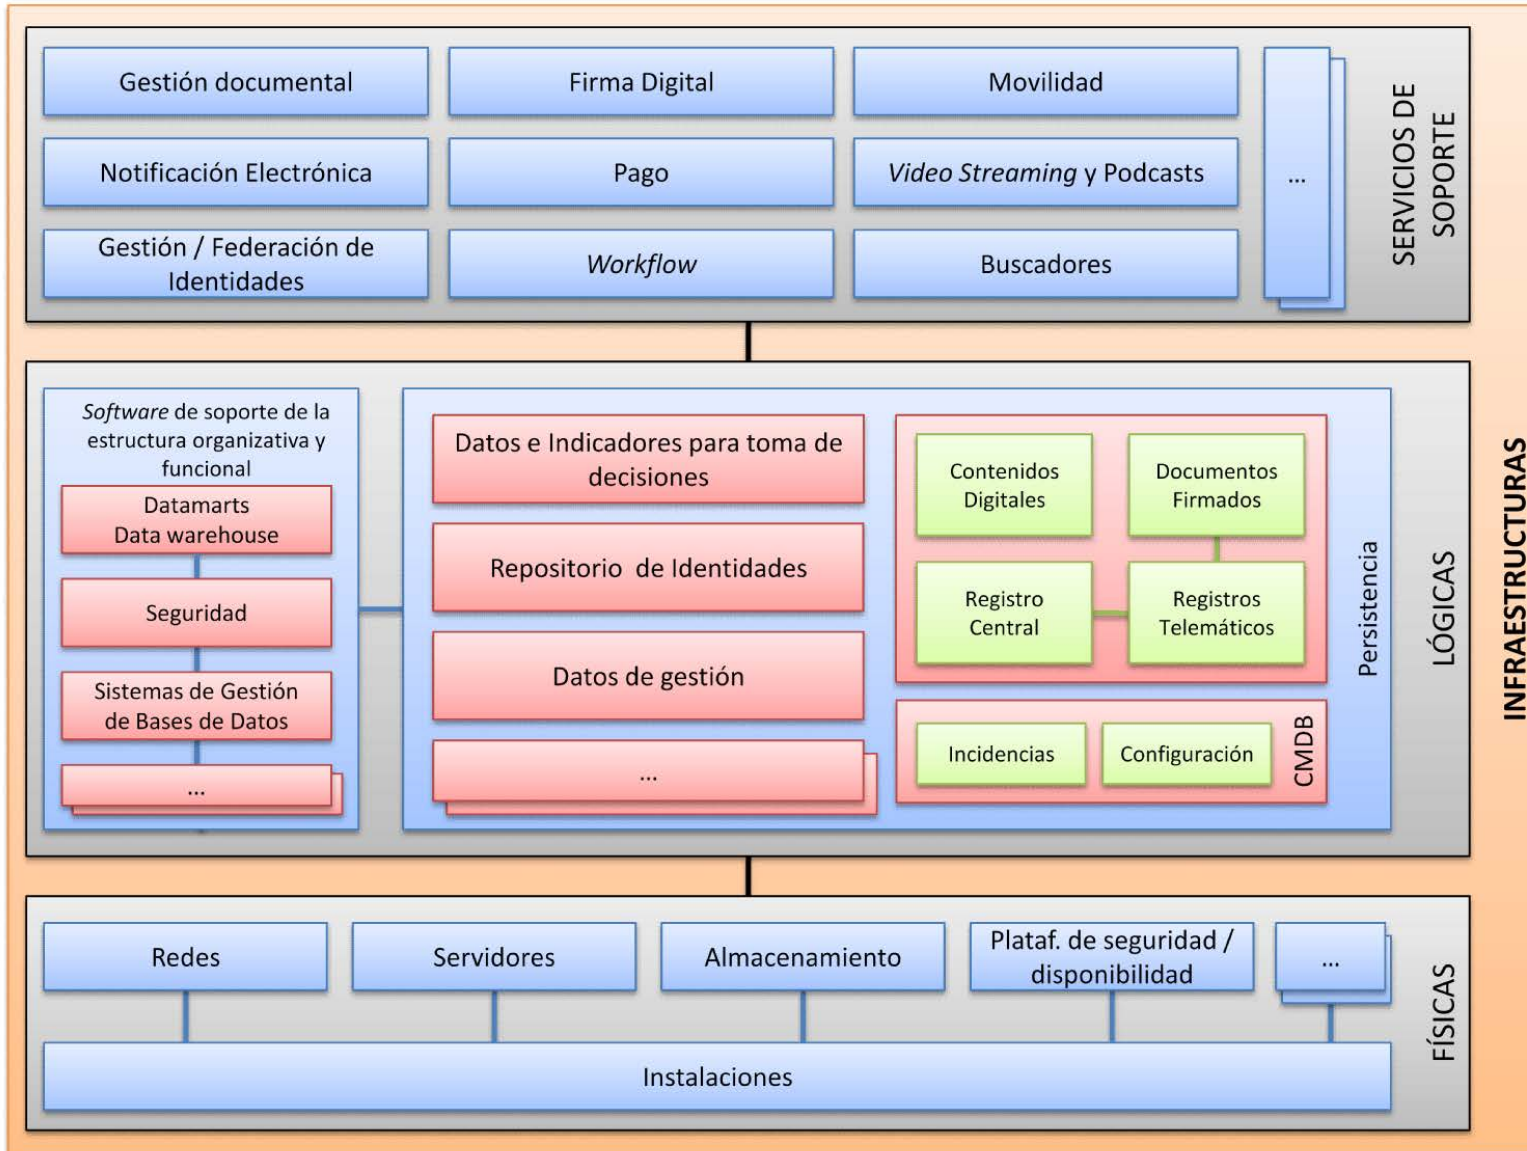 Gestión documental
Firma Digital
Movilidad
Notificación Electrónica
Pago
Video Streaming y Podcasts
...
Gestión / Federación de
Identidades
Workflow
Buscadores
SERVICIOS DE
SOPORTE
Software de soporte de la
estructura organizativa y
funcional
Datamarts
Data warehouse
Seguridad
Sistemas de Gestión
de Bases de Datos
...
Datos e Indicadores para toma de
decisiones
Repositorio de Identidades
Datos de gestión
...
Contenidos
Digitales
Documentos
Firmados
Registro
Central
Registros
Telemáticos
Incidencias
Configuración
CMDB
Persistencia
LÓGICAS
Redes
Servidores
Almacenamiento
Plataf. de seguridad /
disponibilidad
...
Instalaciones
FÍSICAS
INFRAESTRUCTURAS